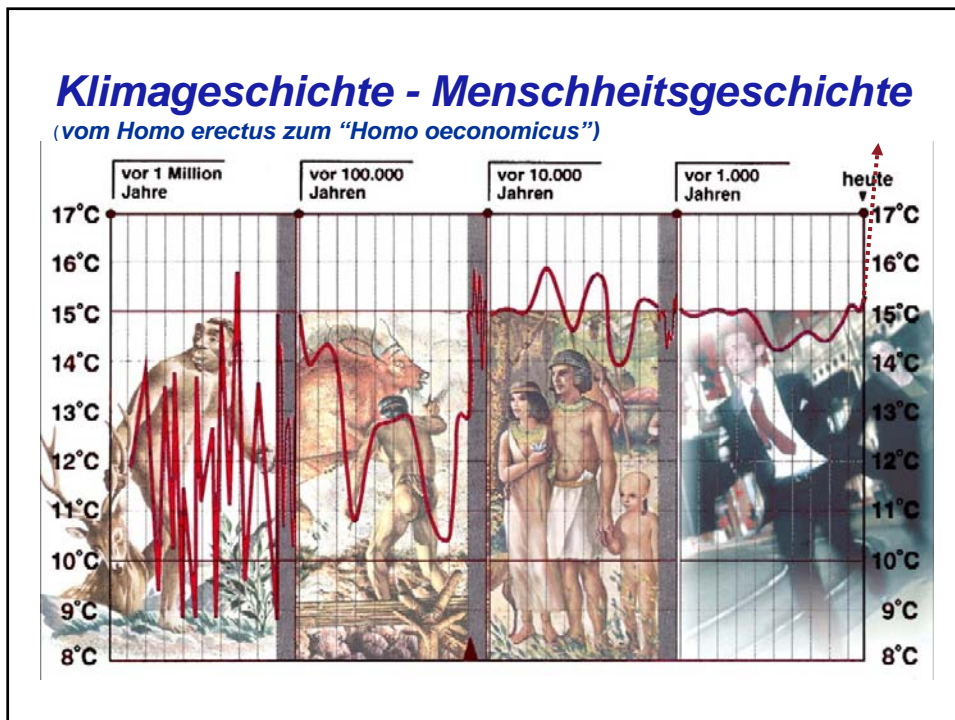 Klimageschichte - Menschheitsgeschichte
(vom Homo erectus zum “Homo oeconomicus”)
vor 1 Million
Jahre
vor 100.000
Jahren
vor 10.000
Jahren
vor 1.000
Jahren
heute
17°C
17°C
16°C
16°C
15°C
15°C
14°C
14°C
13°C
13°C
12°C
12°C
11°C
11°C
10°C
10°C
9°C
9°C
8°C
8°C